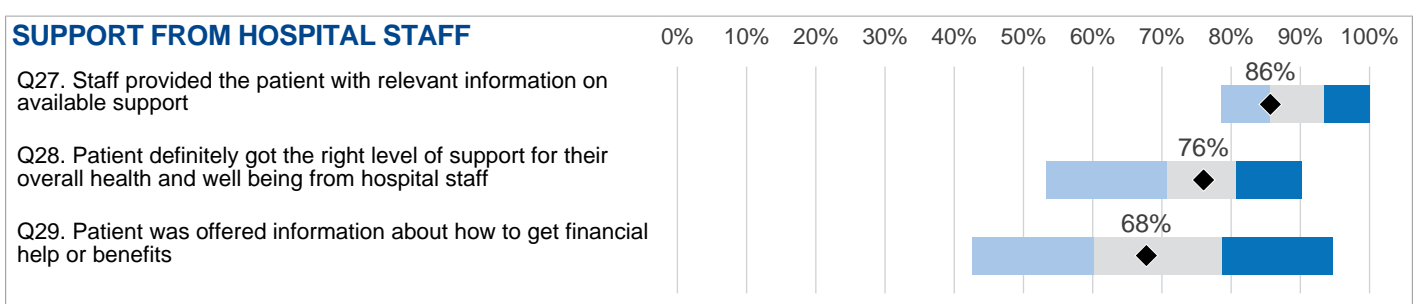 SUPPORT FROM HOSPITAL STAFF 0% 10% 20% 30% 40% 50% 60% 70% 80% 90% 100%
Q27. Staff provided the patient with relevant information on
available support
86%
Q28. Patient definitely got the right level of support for their
overall health and well being from hospital staff
76%
Q29. Patient was offered information about how to get financial
help or benefits
68%